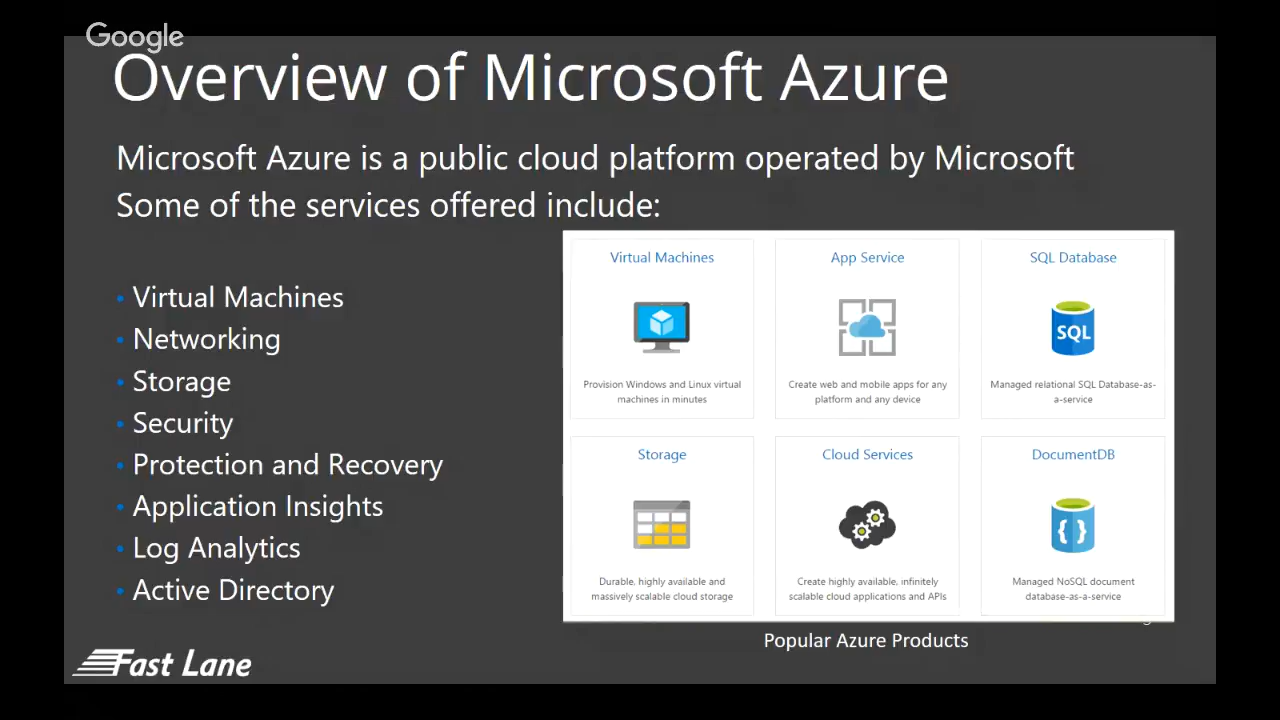 Google
Overview of Microsoft Azure
Microsoft Azure is a public cloud platform operated by Microsoft
Some of the services offered include:
• Virtual Machines
• Networking
• Storage
• Security
• Protection and Recovery
• Application Insights
• Log Analytics
• Active Directory
Virtual Machines
Provision Windows and Linux virtual
machines in minutes
App Service
Create web and mobile apps for any
platform and any device
SQL Database
SQL
Managed relational SQL Database-as-
a-service
Storage
Durable, highly available and
massively scalable cloud storage
Cloud Services
Create highly available, infinitely
scalable cloud applications and APIs
DocumentDB
{ }
Managed NoSQL document
database-as-a-service
Popular Azure Products
Fast Lane